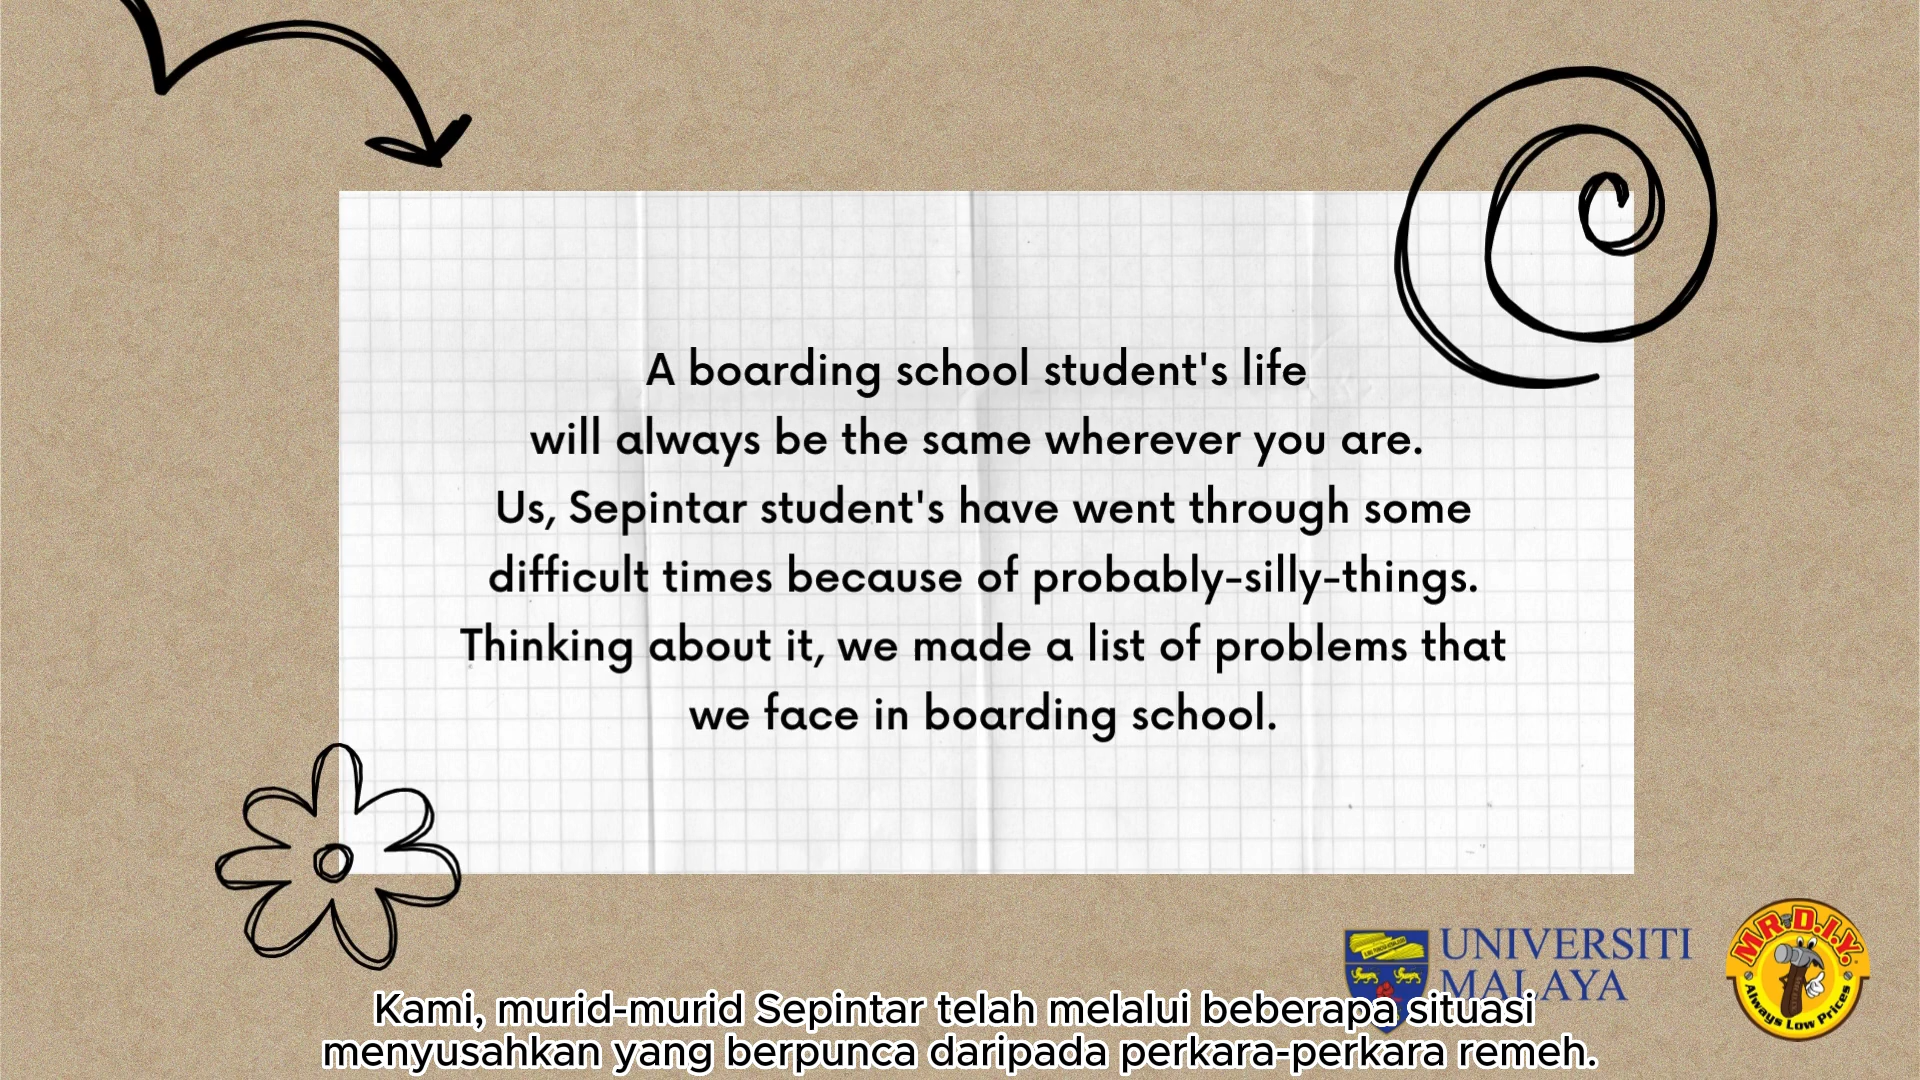 A boarding school student's life
will always be the same wherever you are.
Us, Sepintar student's have went through some
difficult times because of probably-silly-things.
Thinking about it, we made a list of problems that
we face in boarding school.
UNIVERSITI
MALAYA
MR.D.I.Y.
Always Low Prices
Kami, murid-murid Sepintar telah melalui beberapa situasi
menyusahkan yang berpunca daripada perkara-perkara remeh.